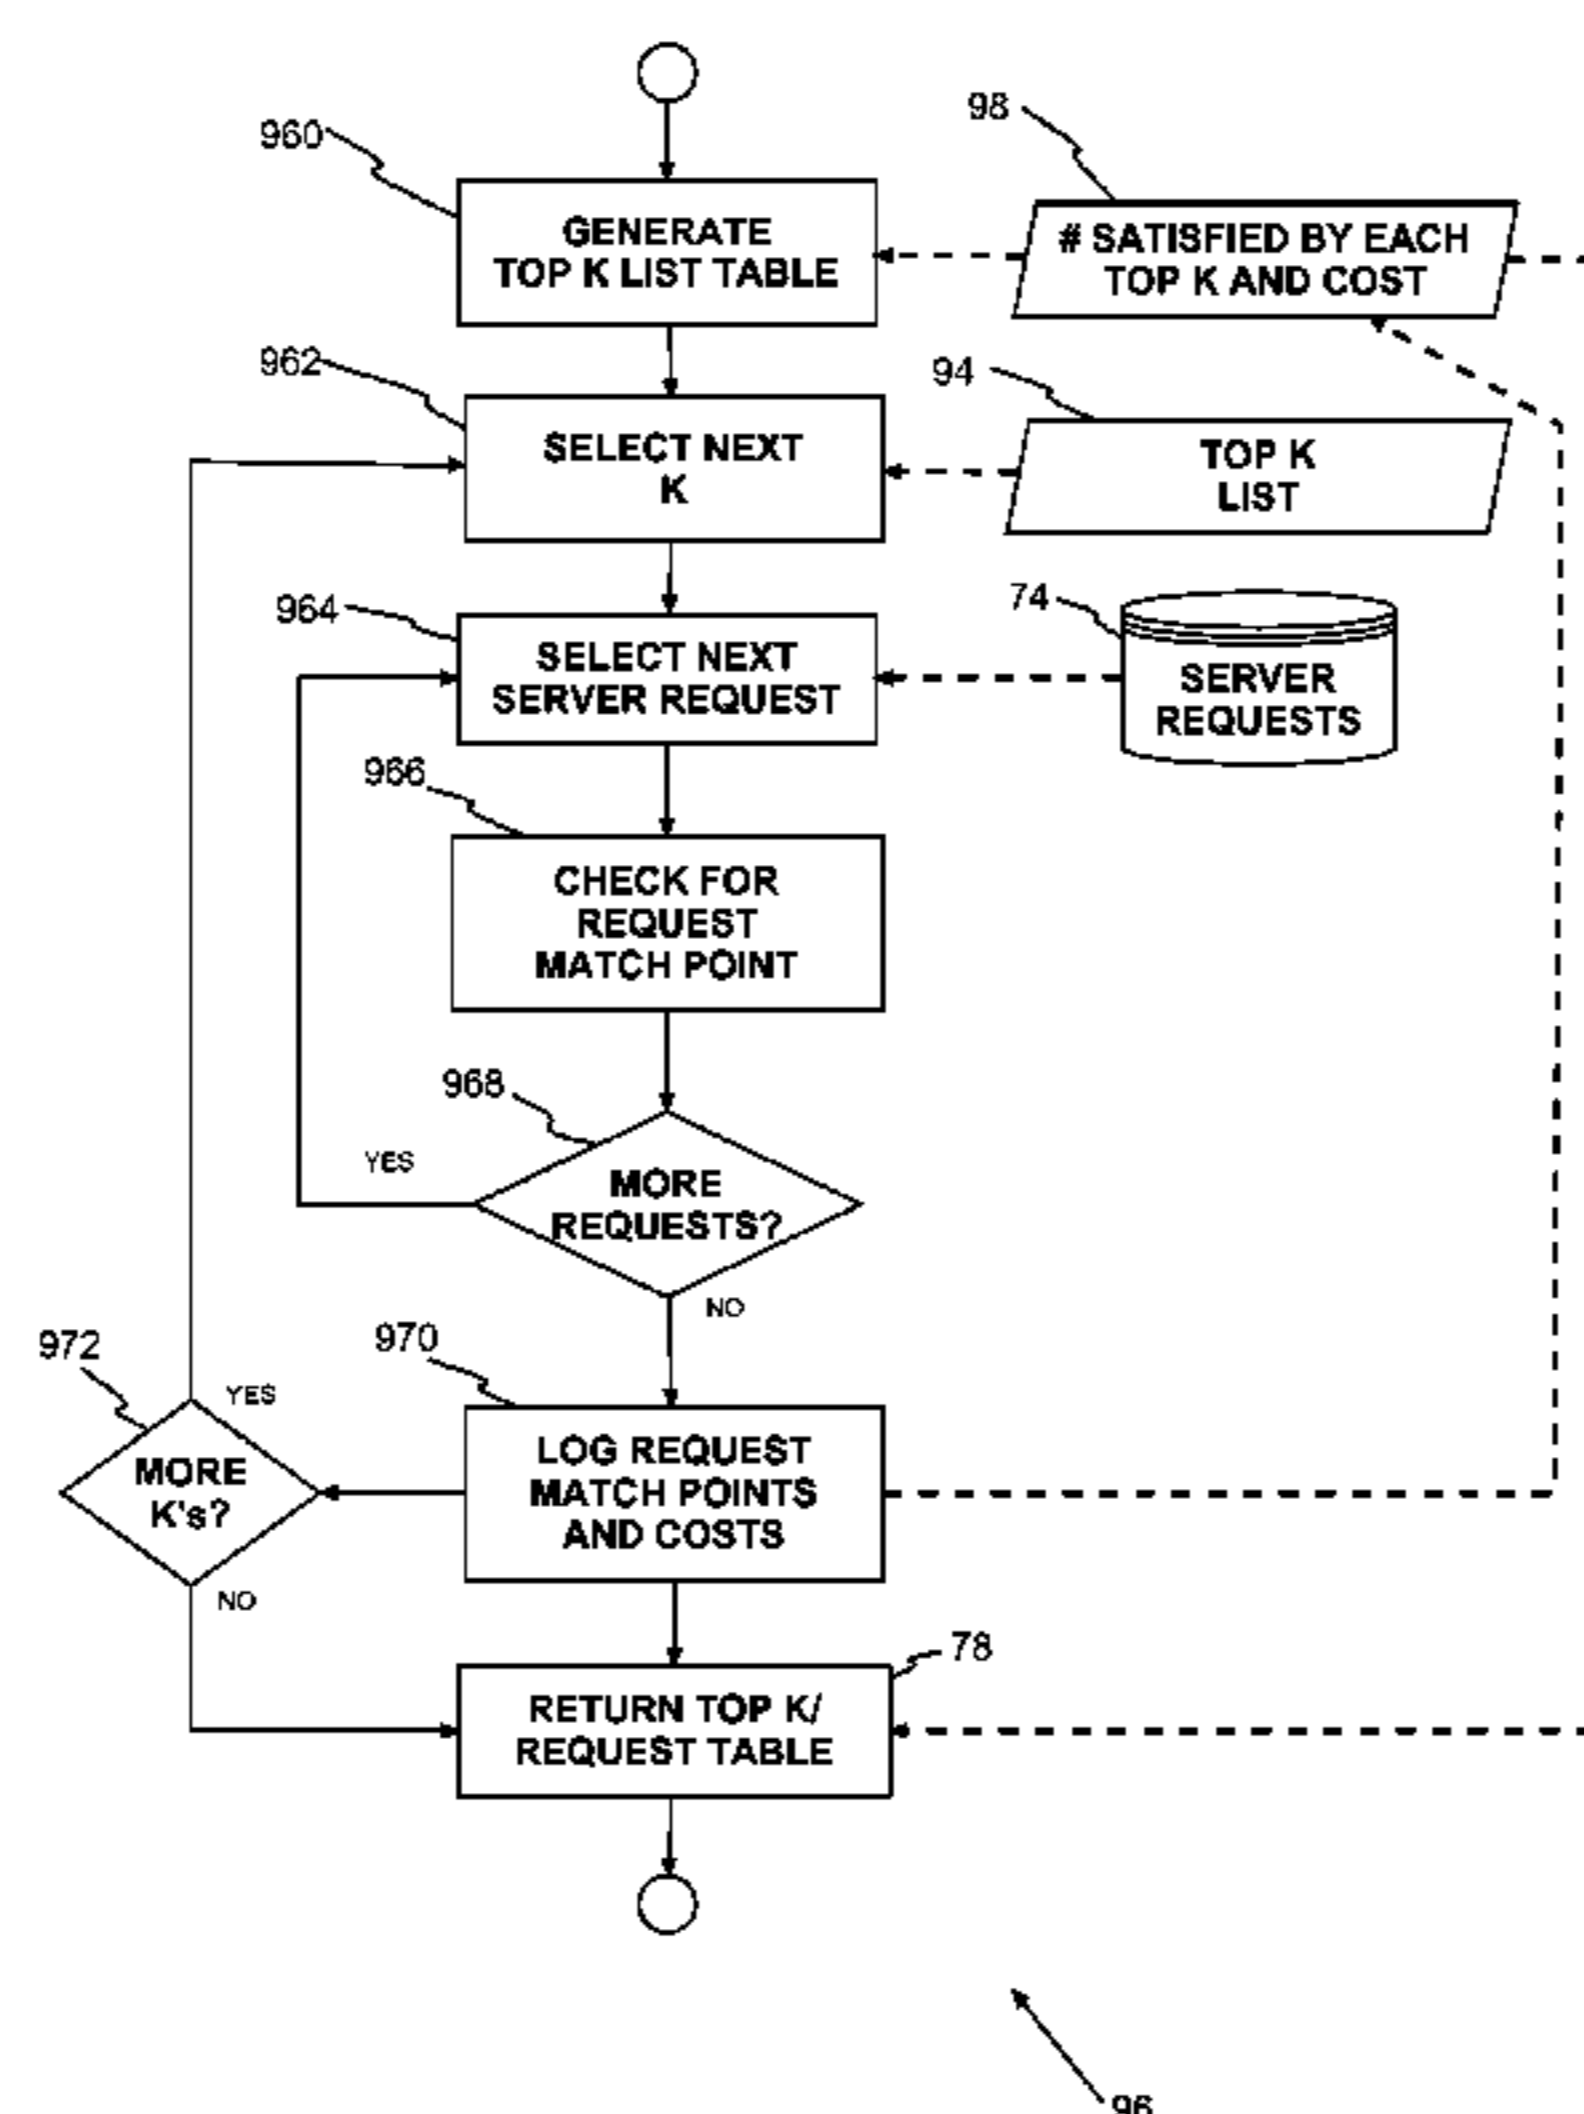 960
GENERATE
TOP K LIST TABLE
98
# SATISFIED BY EACH
TOP K AND COST
962
SELECT NEXT
K
94
TOP K
LIST
964
SELECT NEXT
SERVER REQUEST
74
SERVER
REQUESTS
966
CHECK FOR
REQUEST
MATCH POINT
968
YES
MORE
REQUESTS?
NO
972
YES
MORE
K's?
NO
970
LOG REQUEST
MATCH POINTS
AND COSTS
78
RETURN TOP K/
REQUEST TABLE
96